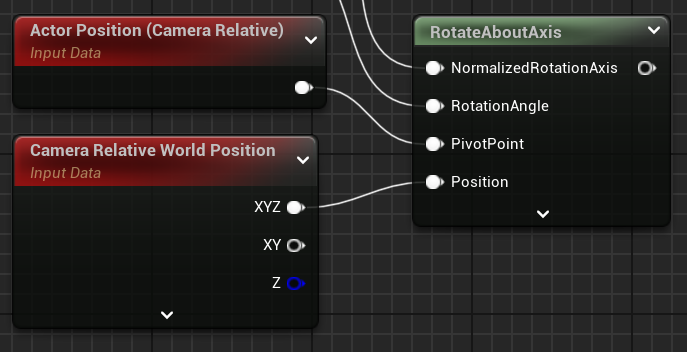 Actor Position (Camera Relative)
Input Data
Camera Relative World Position
Input Data
XYZ
XY
Z
RotateAboutAxis
NormalizedRotationAxis
RotationAngle
PivotPoint
Position